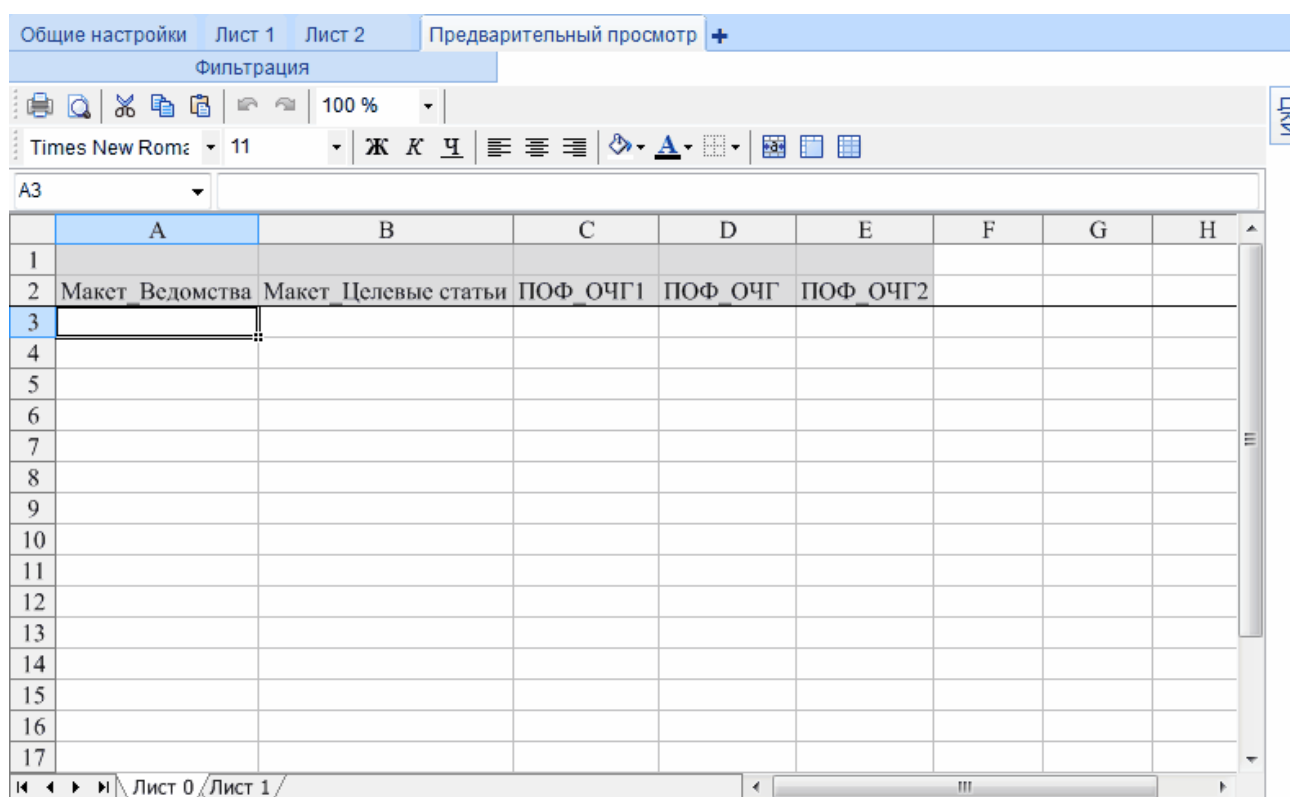 Общие настройки Лист 1 Лист 2 Предварительный просмотр
Фильтрация
100 %
Times New Roma 11 Ж К Ч
A3
A B C D E F G H
1
2 Макет_Ведомства Макет_Целевые статьи ПОФ_ОЧГ1 ПОФ_ОЧГ ПОФ_ОЧГ2
3
4
5
6
7
8
9
10
11
12
13
14
15
16
17
Лист 0 Лист 1